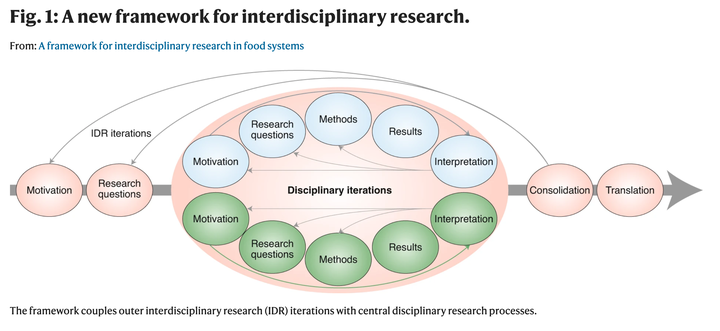 Fig. 1: A new framework for interdisciplinary research.
From: A framework for interdisciplinary research in food systems
IDR iterations
Motivation
Research
questions
Motivation
Research
questions
Methods
Results
Interpretation
Disciplinary iterations
Motivation
Research
questions
Methods
Results
Interpretation
Consolidation
Translation
The framework couples outer interdisciplinary research (IDR) iterations with central disciplinary research processes.